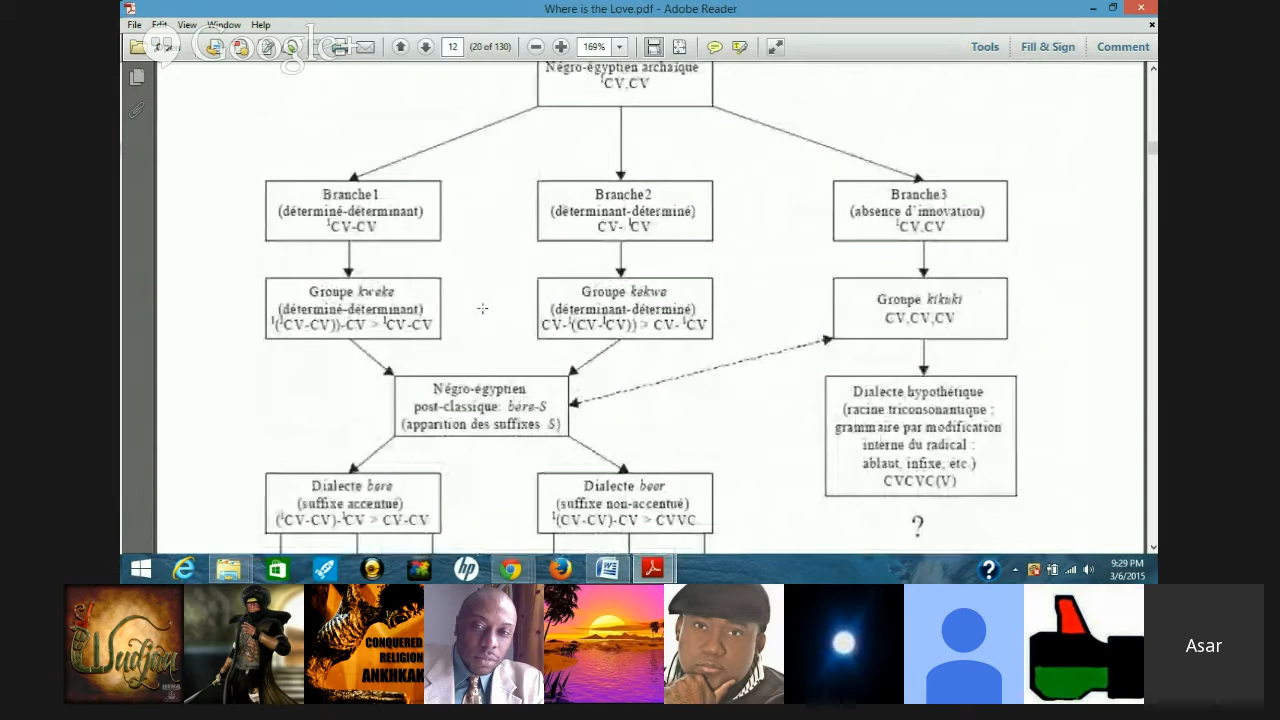 Where is the Love.pdf - Adobe Reader
File Edit View Window Help
Google+
12 (20 of 130) 169% Tools Fill & Sign Comment
Négro-égyptien archaïque
¹CV,CV
Branche1
(déterminé-déterminant)
¹CV-CV
Branche2
(déterminant-déterminé)
CV-¹CV
Branche3
(absence d'innovation)
¹CV,CV
Groupe kweke
(déterminé-déterminant)
¹(¹CV-CV))-CV > ¹CV-CV
Groupe kekwe
(déterminant-déterminé)
CV-¹(CV-¹CV)) > CV-¹CV
Groupe kikuki
CV,CV,CV
Négro-égyptien
post-classique: bere-S
(apparition des suffixes S)
Dialecte hypothétique
(racine triconsonantique :
grammaire par modification
interne du radical :
ablaut, infixe, etc.)
CVCVC(V)
?
Dialecte bere
(suffixe accentué)
(¹CV-CV)-¹CV > CV-CV
Dialecte beer
(suffixe non-accentué)
¹(CV-CV)-CV > CVVC
hp
9:29 PM
3/6/2015
CONQUERED
RELIGION
ANKHKAK
Asar